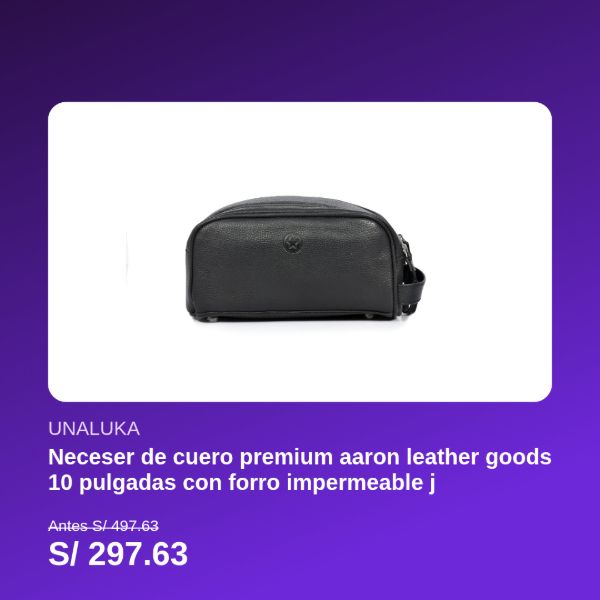 UNALUKA
Neceser de cuero premium aaron leather goods
10 pulgadas con forro impermeable j
Antes S/ 497.63
S/ 297.63